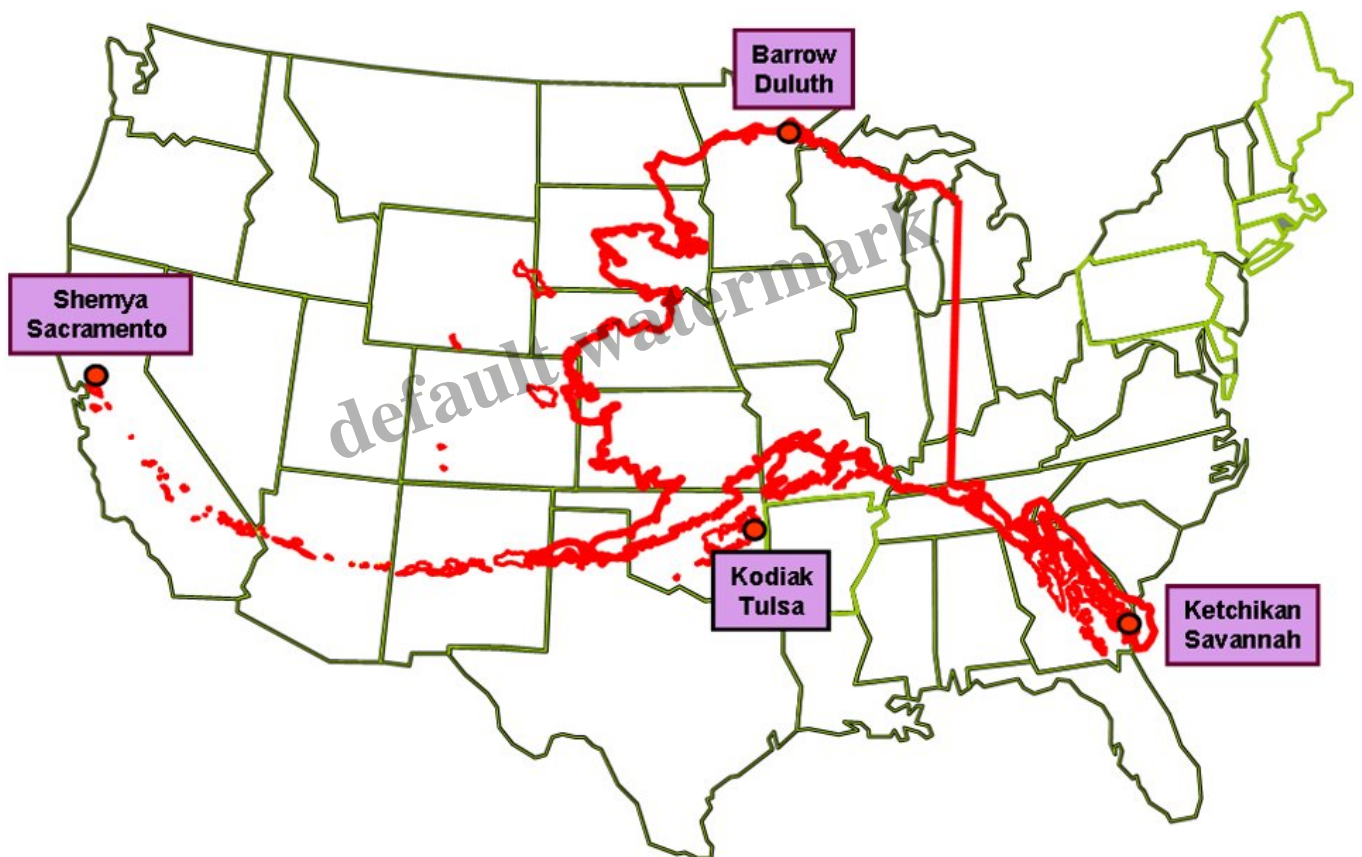 Barrow
Duluth
Shemya
Sacramento
default watermark
Kodiak
Tulsa
Ketchikan
Savannah